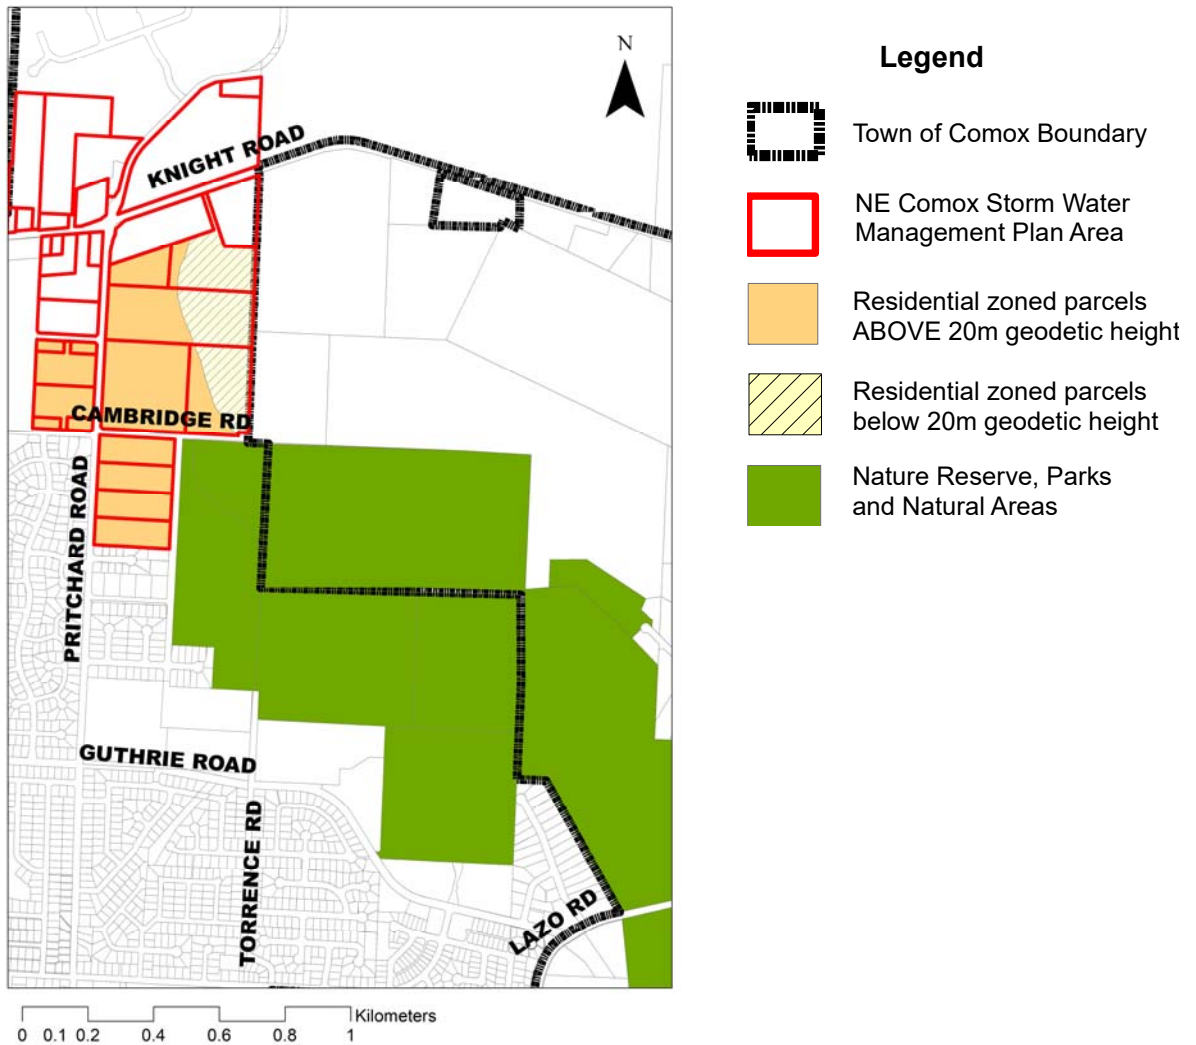 N
KNIGHT ROAD
CAMBRIDGE RD
PRITCHARD ROAD
GUTHRIE ROAD
TORRENCE RD
LAZO RD
Kilometers
0 0.1 0.2 0.4 0.6 0.8 1
Legend
Town of Comox Boundary
NE Comox Storm Water
Management Plan Area
Residential zoned parcels
ABOVE 20m geodetic height
Residential zoned parcels
below 20m geodetic height
Nature Reserve, Parks
and Natural Areas